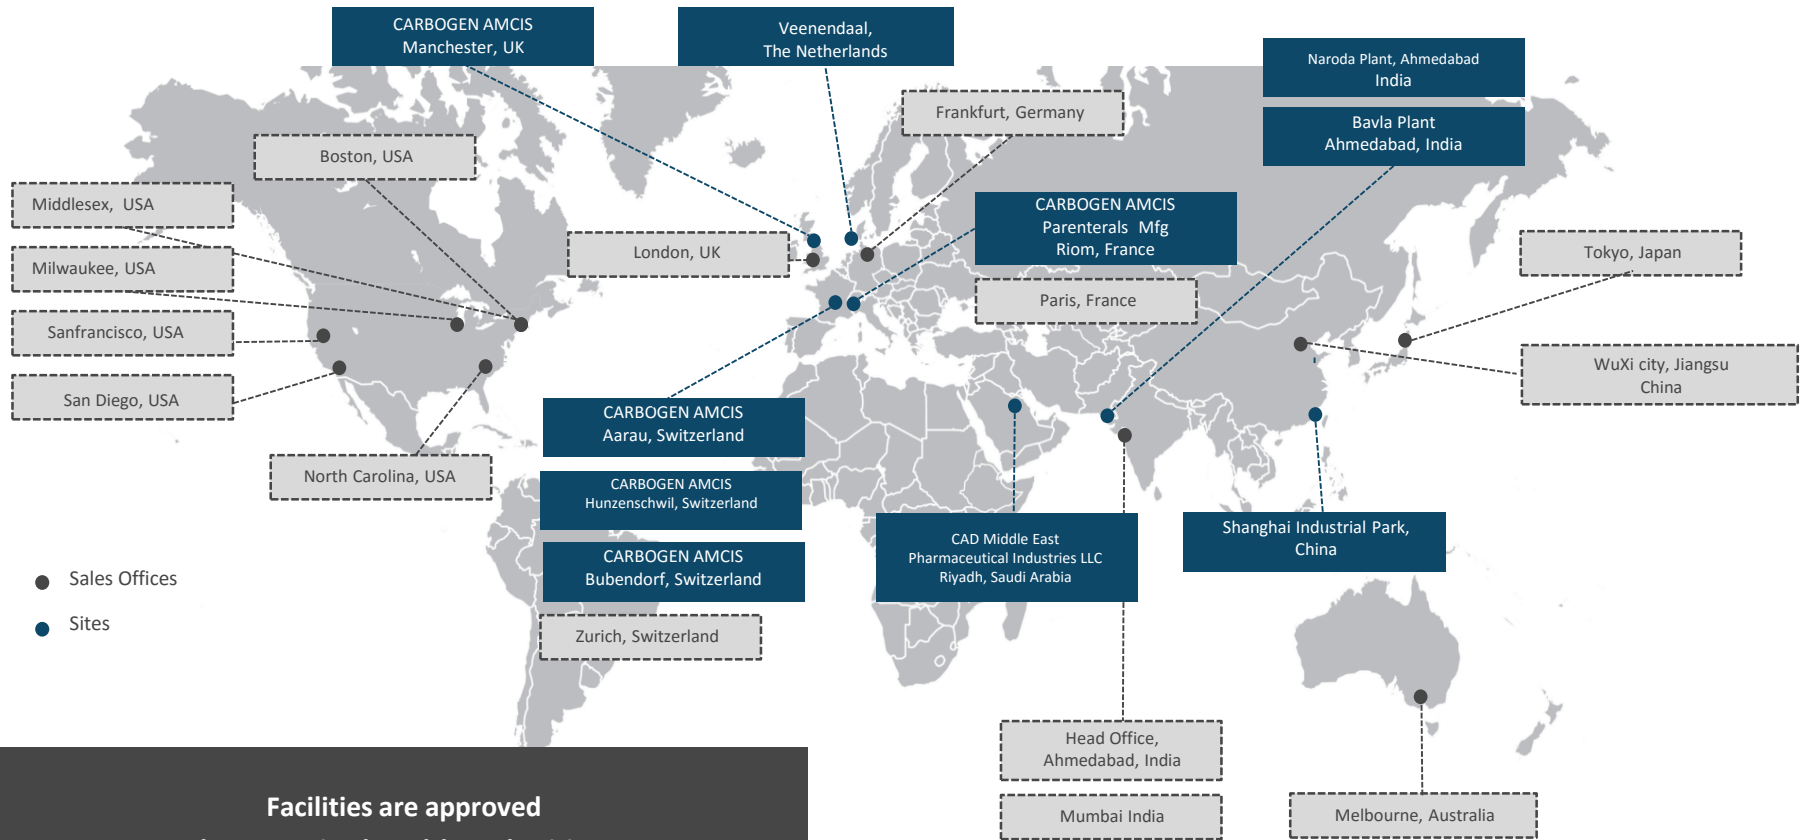 CARBOGEN AMCIS
Manchester, UK
Veenendaal,
The Netherlands
Naroda Plant, Ahmedabad
India
Frankfurt, Germany
Bavla Plant
Ahmedabad, India
Boston, USA
Middlesex, USA
CARBOGEN AMCIS
Parenterals Mfg
Riom, France
London, UK
Tokyo, Japan
Milwaukee, USA
Paris, France
Sanfrancisco, USA
WuXi city, Jiangsu
China
San Diego, USA
CARBOGEN AMCIS
Aarau, Switzerland
North Carolina, USA
CARBOGEN AMCIS
Hunzenschwil, Switzerland
CAD Middle East
Pharmaceutical Industries LLC
Riyadh, Saudi Arabia
Shanghai Industrial Park,
China
CARBOGEN AMCIS
Bubendorf, Switzerland
Sales Offices
Sites
Zurich, Switzerland
Head Office,
Ahmedabad, India
Mumbai India
Melbourne, Australia
Facilities are approved